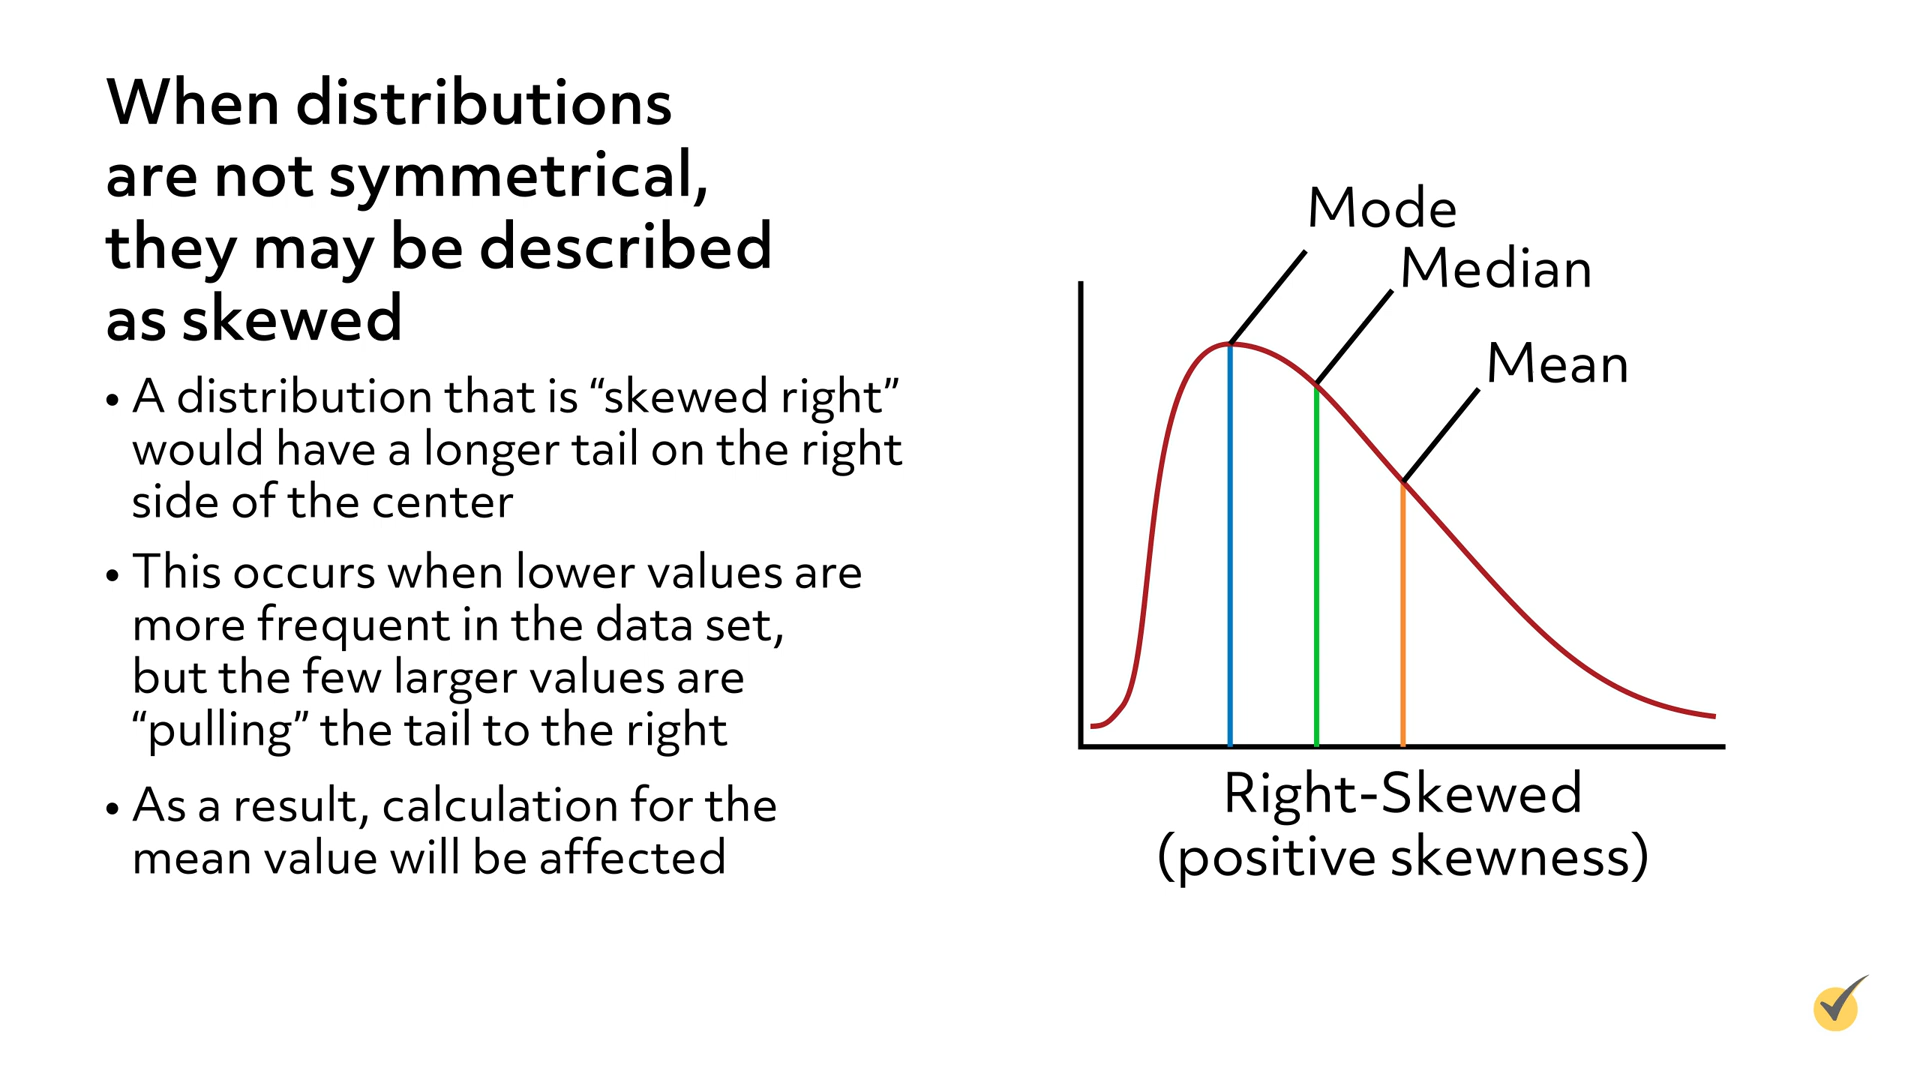 When distributions
are not symmetrical,
they may be described
as skewed
• A distribution that is “skewed right”
would have a longer tail on the right
side of the center
• This occurs when lower values are
more frequent in the data set,
but the few larger values are
“pulling” the tail to the right
• As a result, calculation for the
mean value will be affected
Mode
Median
Mean
Right-Skewed
(positive skewness)